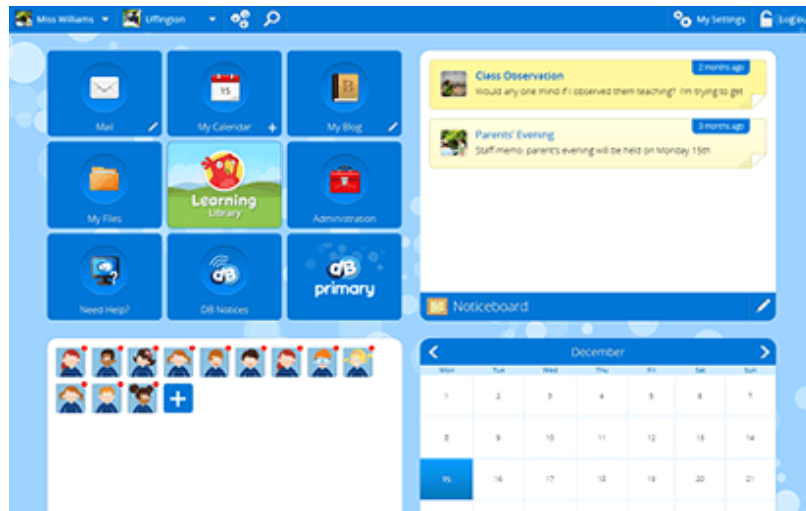 Miss Williams
Uffington
My Settings
Mail
15
My Calendar
B
My Blog
My Files
Learning
Library
Administration
Need Help?
dB
DB Notices
dB
primary
2 months ago
Class Observation
Would any one mind if I observed them teaching? I'm trying to get
3 months ago
Parents' Evening
Staff memo: parent's evening will be held on Monday 15th
Noticeboard
December
Mon Tue Wed Thu Fri Sat Sun
1 2 3 4 5 6 7
8 9 10 11 12 13 14
15 16 17 18 19 20 21